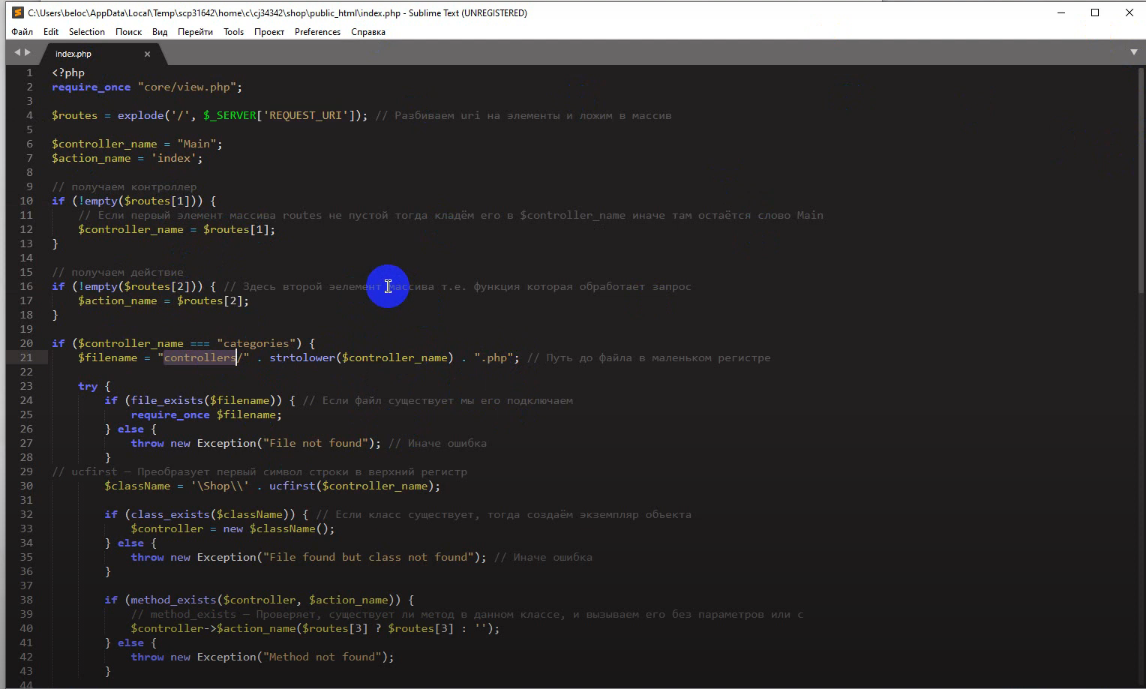 C:\Users\beloc\AppData\Local\Temp\scp31642\home\c\cj34342\shop\public_html\index.php - Sublime Text (UNREGISTERED)
Файл Edit Selection Поиск Вид Перейти Tools Проект Preferences Справка
index.php
1 <?php
2 require_once "core/view.php";
3
4 $routes = explode('/', $_SERVER['REQUEST_URI']); // Разбиваем uri на элементы и ложим в массив
5
6 $controller_name = "Main";
7 $action_name = 'index';
8
9 // получаем контроллер
10 if (!empty($routes[1])) {
11 // Если первый элемент массива routes не пустой тогда кладём его в $controller_name иначе там остаётся слово Main
12 $controller_name = $routes[1];
13 }
14
15 // получаем действие
16 if (!empty($routes[2])) { // Здесь второй эелемент массива т.е. функция которая обработает запрос
17 $action_name = $routes[2];
18 }
19
20 if ($controller_name === "categories") {
21 $filename = "controllers/" . strtolower($controller_name) . ".php"; // Путь до файла в маленьком регистре
22
23 try {
24 if (file_exists($filename)) { // Если файл существует мы его подключаем
25 require_once $filename;
26 } else {
27 throw new Exception("File not found"); // Иначе ошибка
28 }
29 // ucfirst — Преобразует первый символ строки в верхний регистр
30 $className = '\Shop\\' . ucfirst($controller_name);
31
32 if (class_exists($className)) { // Если класс существует, тогда создаём экземпляр объекта
33 $controller = new $className();
34 } else {
35 throw new Exception("File found but class not found"); // Иначе ошибка
36 }
37
38 if (method_exists($controller, $action_name)) {
39 // method_exists — Проверяет, существует ли метод в данном классе, и вызываем его без параметров или с
40 $controller->$action_name($routes[3] ? $routes[3] : '');
41 } else {
42 throw new Exception("Method not found");
43 }
44